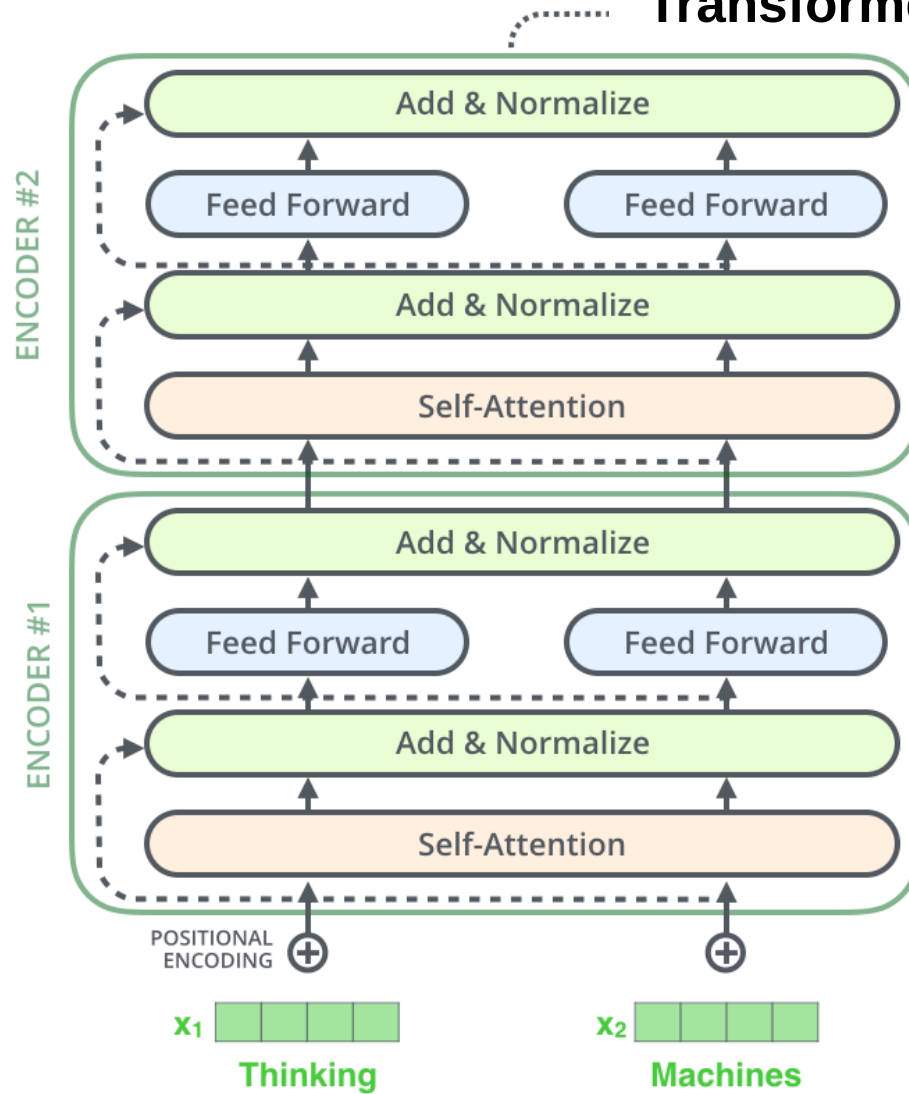 Transforme
ENCODER #2
Add & Normalize
Feed Forward Feed Forward
Add & Normalize
Self-Attention
ENCODER #1
Add & Normalize
Feed Forward Feed Forward
Add & Normalize
Self-Attention
POSITIONAL
ENCODING
x₁ x₂
Thinking Machines